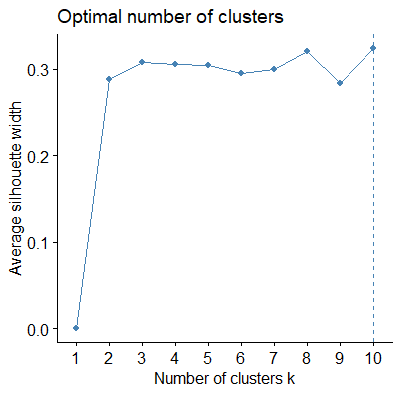 Optimal number of clusters
Average silhouette width
0.3
0.2
0.1
0.0
1 2 3 4 5 6 7 8 9 10
Number of clusters k